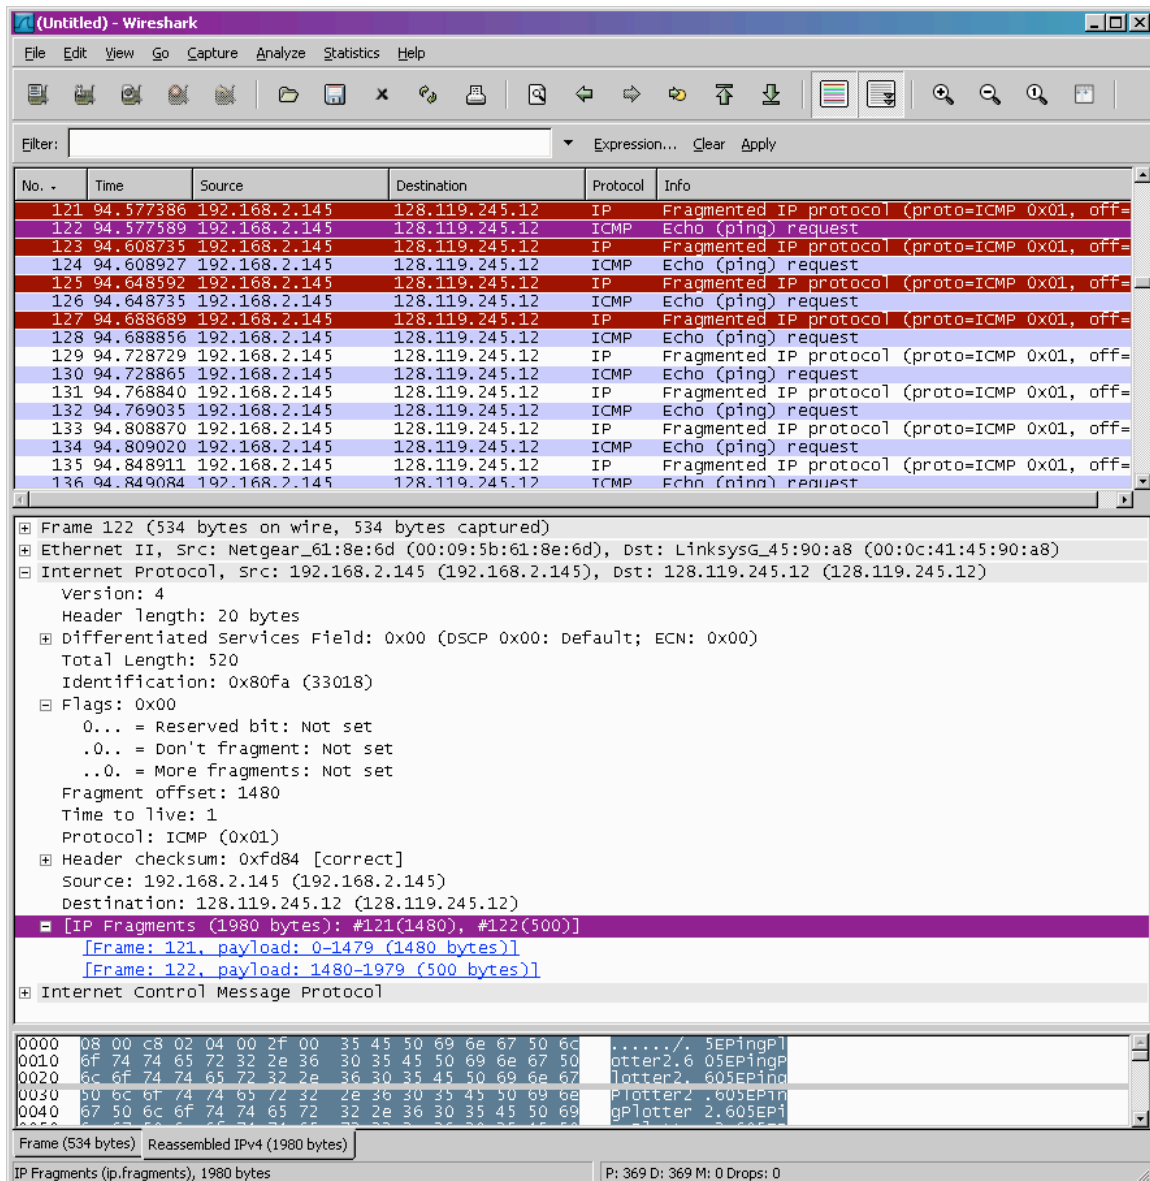 (Untitled) - Wireshark
File Edit View Go Capture Analyze Statistics Help
Filter: Expression... Clear Apply
No. Time Source Destination Protocol Info
121 94.577386 192.168.2.145 128.119.245.12 IP Fragmented IP protocol (proto=ICMP 0x01, off=
122 94.577589 192.168.2.145 128.119.245.12 ICMP Echo (ping) request
123 94.608735 192.168.2.145 128.119.245.12 IP Fragmented IP protocol (proto=ICMP 0x01, off=
124 94.608927 192.168.2.145 128.119.245.12 ICMP Echo (ping) request
125 94.648592 192.168.2.145 128.119.245.12 IP Fragmented IP protocol (proto=ICMP 0x01, off=
126 94.648735 192.168.2.145 128.119.245.12 ICMP Echo (ping) request
127 94.688689 192.168.2.145 128.119.245.12 IP Fragmented IP protocol (proto=ICMP 0x01, off=
128 94.688856 192.168.2.145 128.119.245.12 ICMP Echo (ping) request
129 94.728729 192.168.2.145 128.119.245.12 IP Fragmented IP protocol (proto=ICMP 0x01, off=
130 94.728865 192.168.2.145 128.119.245.12 ICMP Echo (ping) request
131 94.768840 192.168.2.145 128.119.245.12 IP Fragmented IP protocol (proto=ICMP 0x01, off=
132 94.769035 192.168.2.145 128.119.245.12 ICMP Echo (ping) request
133 94.808870 192.168.2.145 128.119.245.12 IP Fragmented IP protocol (proto=ICMP 0x01, off=
134 94.809020 192.168.2.145 128.119.245.12 ICMP Echo (ping) request
135 94.848911 192.168.2.145 128.119.245.12 IP Fragmented IP protocol (proto=ICMP 0x01, off=
136 94.849084 192.168.2.145 128.119.245.12 ICMP Echo (ping) request
Frame 122 (534 bytes on wire, 534 bytes captured)
Ethernet II, Src: Netgear_61:8e:6d (00:09:5b:61:8e:6d), Dst: LinksysG_45:90:a8 (00:0c:41:45:90:a8)
Internet Protocol, Src: 192.168.2.145 (192.168.2.145), Dst: 128.119.245.12 (128.119.245.12)
Version: 4
Header length: 20 bytes
Differentiated Services Field: 0x00 (DSCP 0x00: Default; ECN: 0x00)
Total Length: 520
Identification: 0x80fa (33018)
Flags: 0x00
0... = Reserved bit: Not set
.0.. = Don't fragment: Not set
..0. = More fragments: Not set
Fragment offset: 1480
Time to live: 1
Protocol: ICMP (0x01)
Header checksum: 0xfd84 [correct]
Source: 192.168.2.145 (192.168.2.145)
Destination: 128.119.245.12 (128.119.245.12)
[IP Fragments (1980 bytes): #121(1480), #122(500)]
[Frame: 121, payload: 0-1479 (1480 bytes)]
[Frame: 122, payload: 1480-1979 (500 bytes)]
Internet Control Message Protocol
0000 08 00 c8 02 04 00 2f 00 35 45 50 69 6e 67 50 6c ....../. 5EPingPl
0010 6f 74 74 65 72 32 2e 36 30 35 45 50 69 6e 67 50 otter2.6 05EPingP
0020 6c 6f 74 74 65 72 32 2e 36 30 35 45 50 69 6e 67 lotter2. 605EPing
0030 50 6c 6f 74 74 65 72 32 2e 36 30 35 45 50 69 6e Plotter2 .605EPin
0040 67 50 6c 6f 74 74 65 72 32 2e 36 30 35 45 50 69 gPlotter 2.605EPi
Frame (534 bytes) Reassembled IPv4 (1980 bytes)
IP Fragments (ip.fragments), 1980 bytes P: 369 D: 369 M: 0 Drops: 0